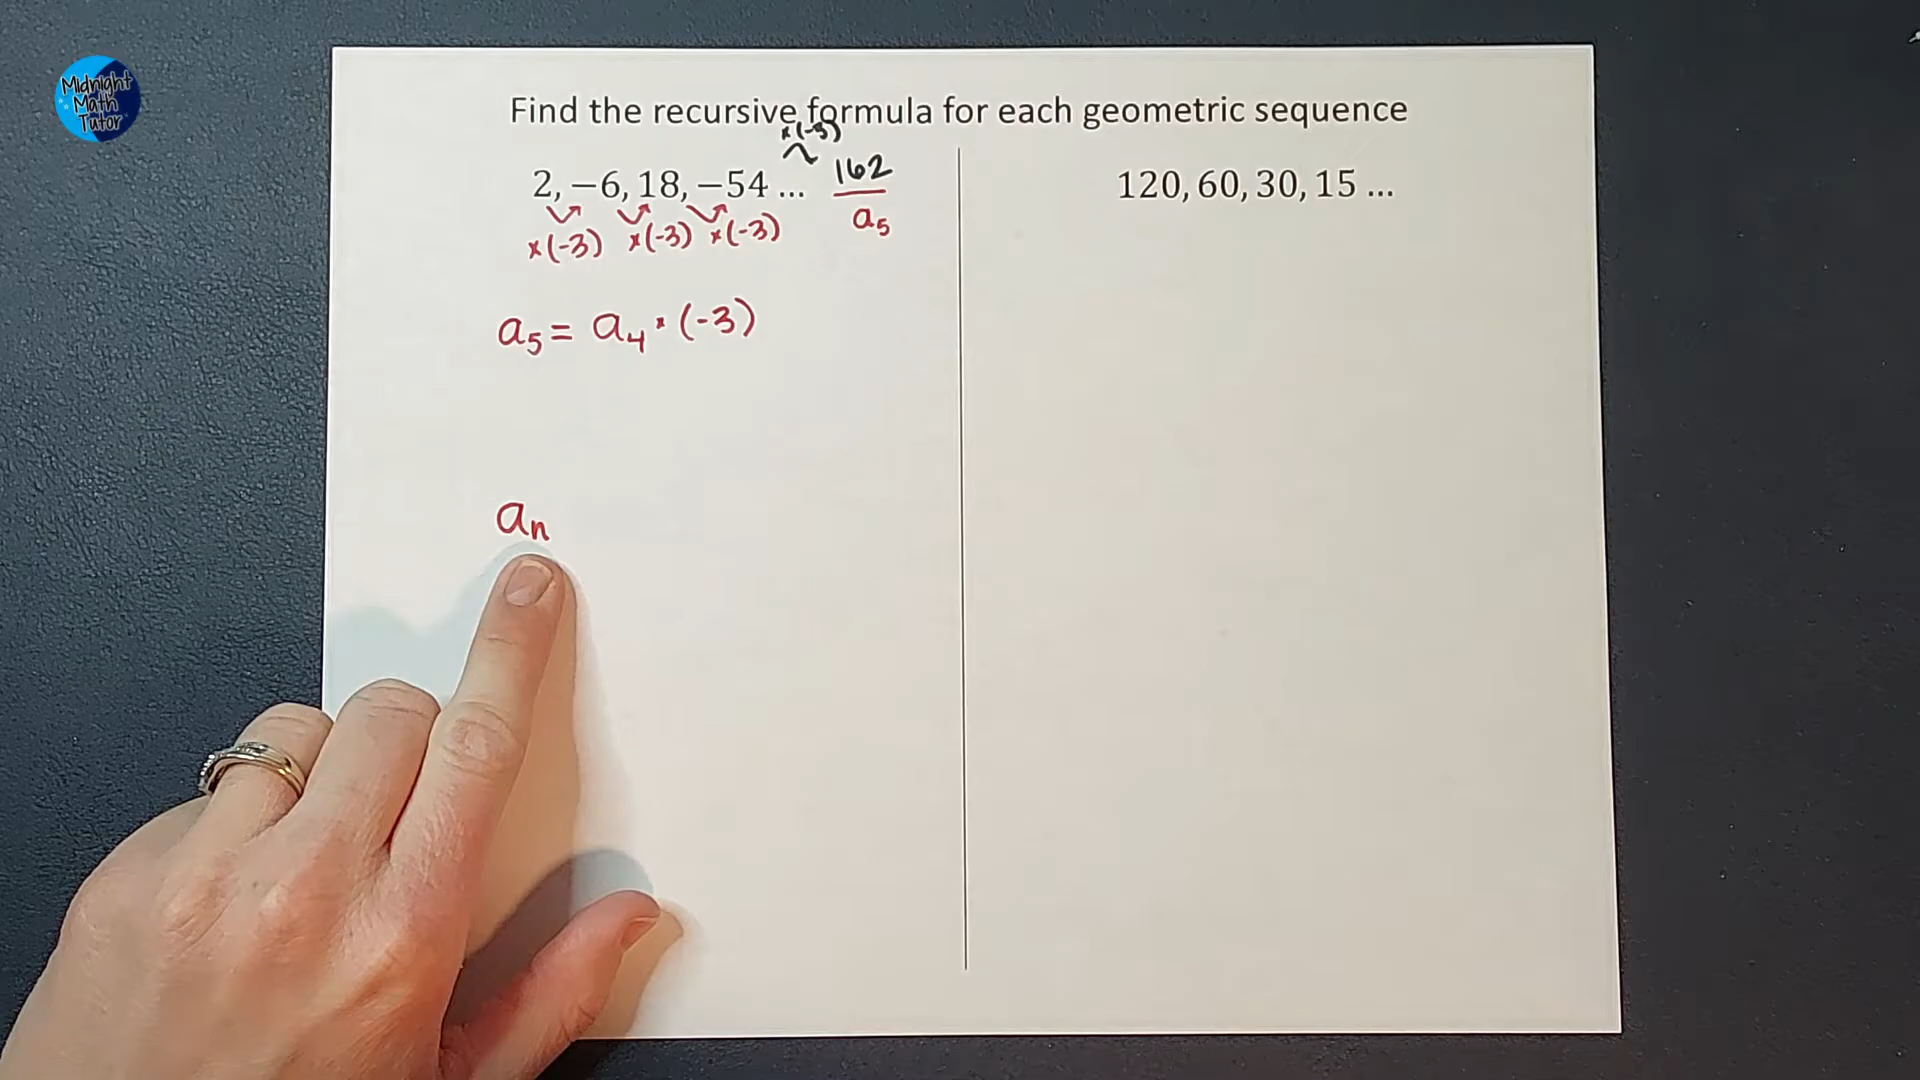 Midnight
Math
Tutor
Find the recursive formula for each geometric sequence
×(-3)
2, −6, 18, −54 ... 162
a₅
×(-3) ×(-3) ×(-3)
a₅ = a₄ · (-3)
aₙ
120, 60, 30, 15 ...